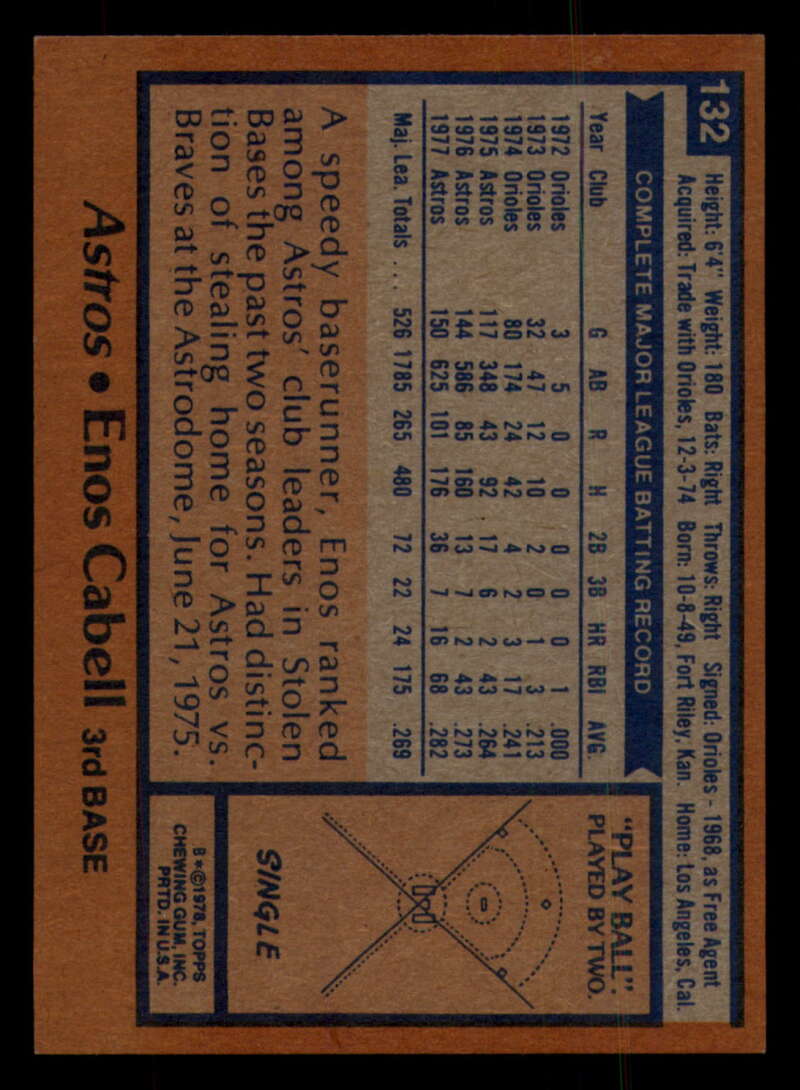 132
Height: 6'4" Weight: 180 Bats: Right Throws: Right Signed: Orioles - 1968, as Free Agent
Acquired: Trade with Orioles, 12-3-74 Born: 10-8-49, Fort Riley, Kan. Home: Los Angeles, Cal.
COMPLETE MAJOR LEAGUE BATTING RECORD
Year Club G AB R H 2B 3B HR RBI AVG.
1972 Orioles 3 5 0 0 0 0 0 1 .000
1973 Orioles 32 47 12 10 2 0 1 3 .213
1974 Orioles 80 174 24 42 4 2 3 17 .241
1975 Astros 117 348 43 92 17 6 2 43 .264
1976 Astros 144 586 85 160 13 7 2 43 .273
1977 Astros 150 625 101 176 36 7 16 68 .282
Maj. Lea. Totals .... 526 1785 265 480 72 22 24 175 .269
A speedy baserunner, Enos ranked
among Astros' club leaders in Stolen
Bases the past two seasons. Had distinc-
tion of stealing home for Astros vs.
Braves at the Astrodome, June 21, 1975.
"PLAY BALL".
PLAYED BY TWO.
SINGLE
B*©1978, TOPPS
CHEWING GUM, INC.
PRTD. IN U.S.A.
Astros • Enos Cabell 3rd BASE